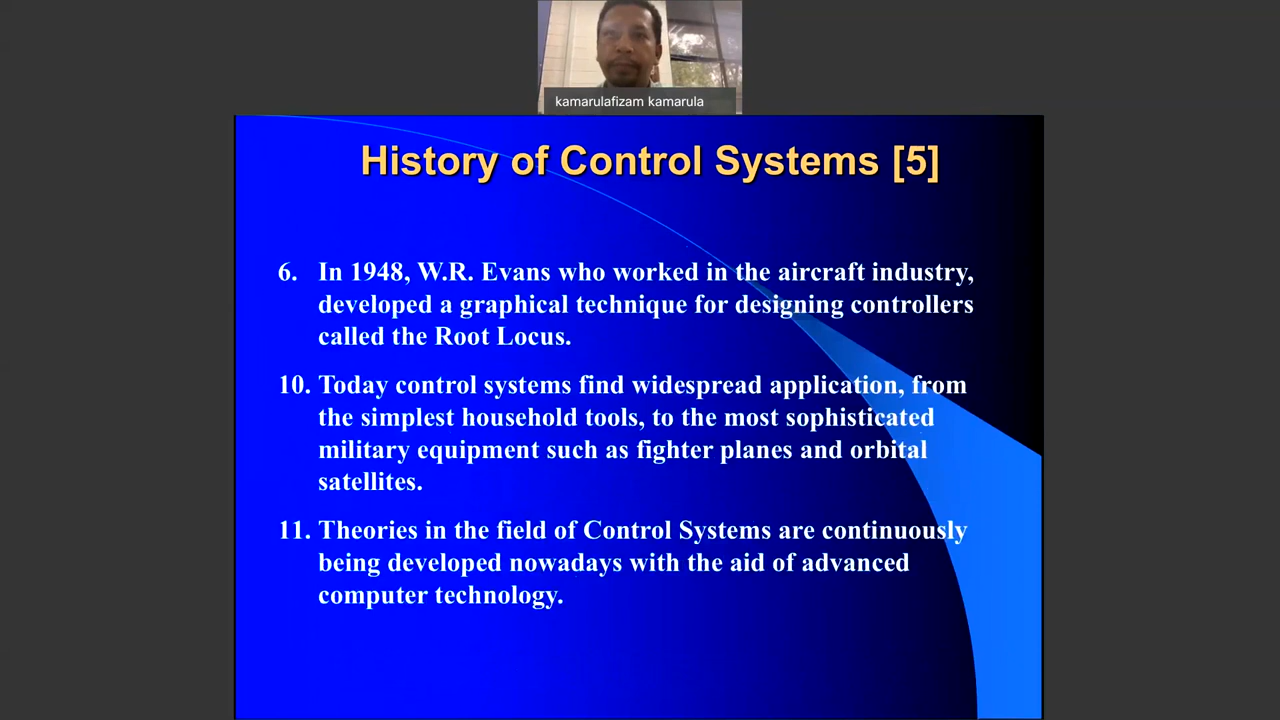 kamarulafizam kamarula
History of Control Systems [5]
6. In 1948, W.R. Evans who worked in the aircraft industry,
developed a graphical technique for designing controllers
called the Root Locus.
10. Today control systems find widespread application, from
the simplest household tools, to the most sophisticated
military equipment such as fighter planes and orbital
satellites.
11. Theories in the field of Control Systems are continuously
being developed nowadays with the aid of advanced
computer technology.